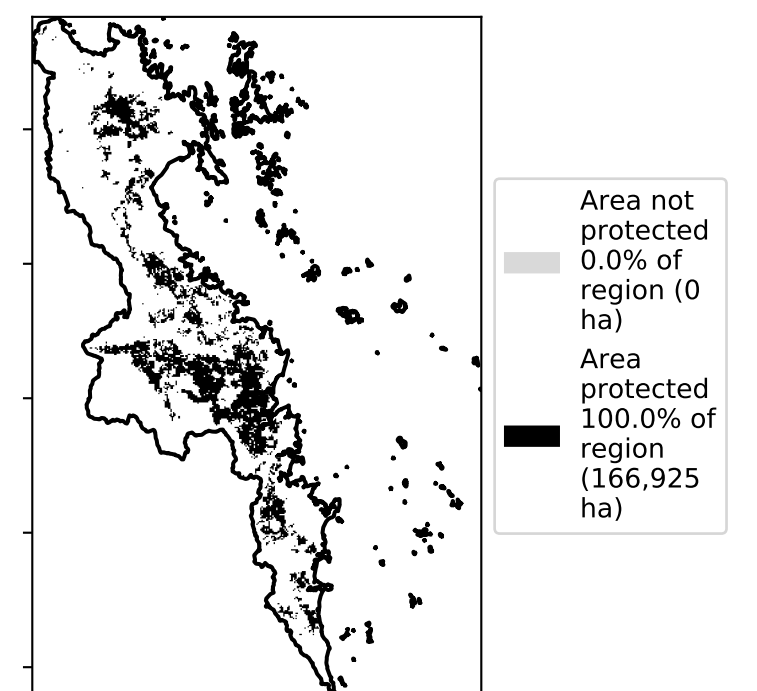 Area not
protected
0.0% of
region (0
ha)
Area
protected
100.0% of
region
(166,925
ha)